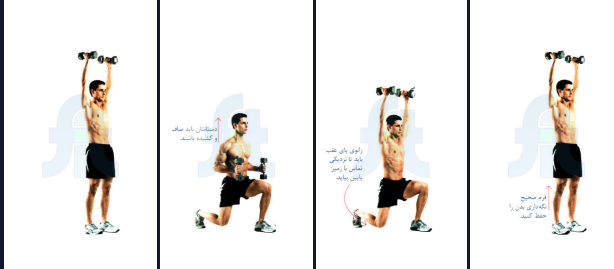 دستانتان باید صاف
و کشیده باشند.
زانوی پای عقب
باید تا نزدیکی
تماس با زمین
پایین بیاید.
فرم صحیح
نگه‌داری بدن را
حفظ کنید.